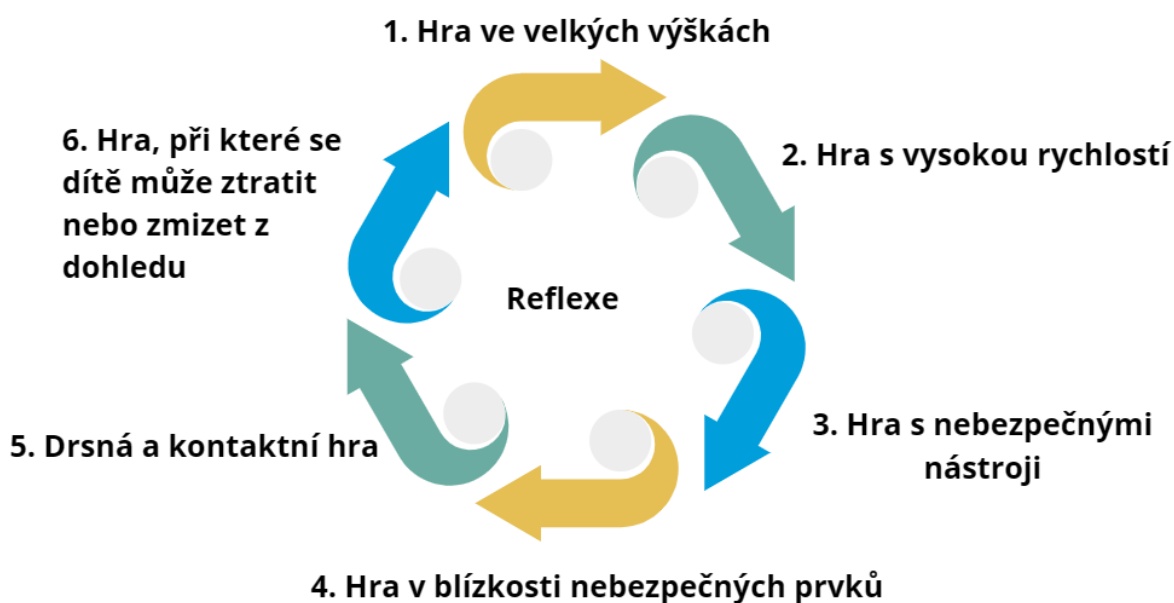 1. Hra ve velkých výškách
2. Hra s vysokou rychlostí
3. Hra s nebezpečnými
nástroji
4. Hra v blízkosti nebezpečných prvků
5. Drsná a kontaktní hra
6. Hra, při které se
dítě může ztratit
nebo zmizet z
dohledu
Reflexe